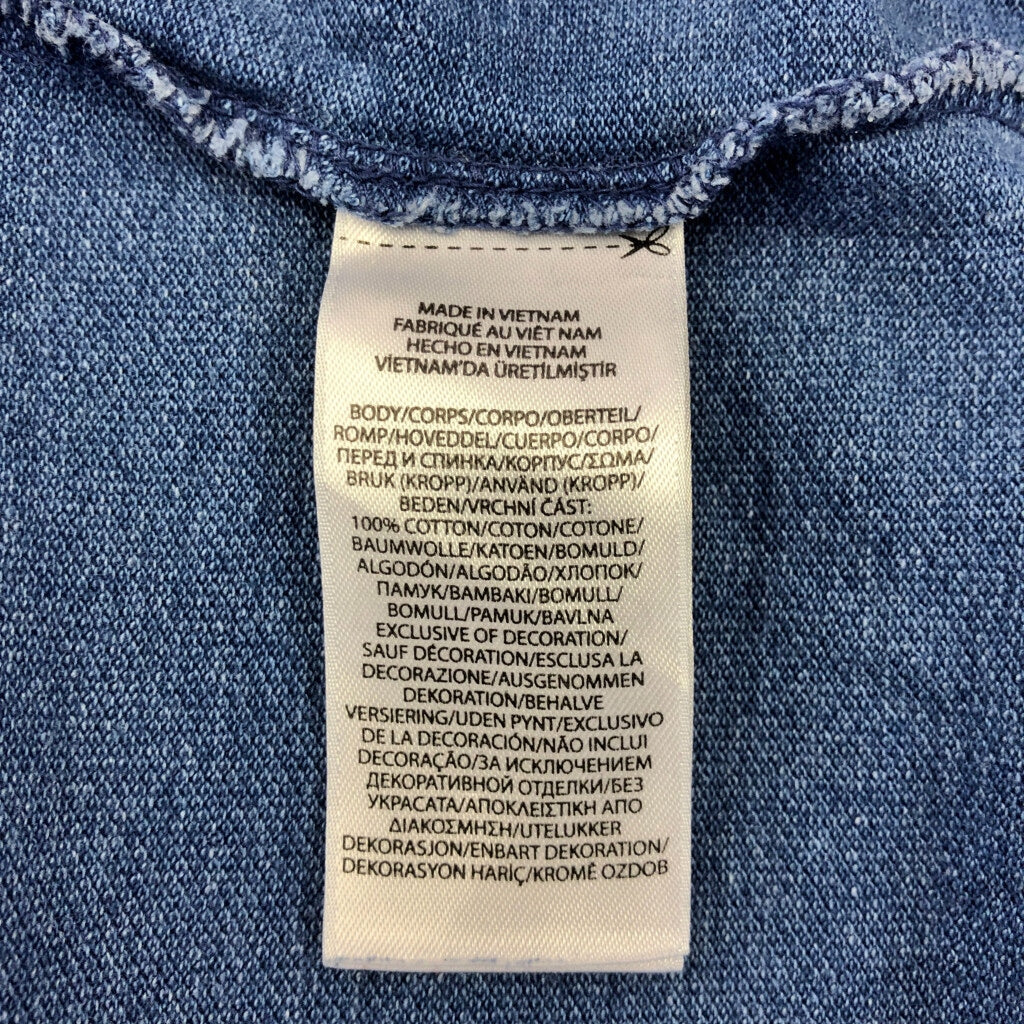 MADE IN VIETNAM
FABRIQUÉ AU VIÊT NAM
HECHO EN VIETNAM
VİETNAM'DA ÜRETİLMİŞTİR
BODY/CORPS/CORPO/OBERTEIL/
ROMP/HOVEDDEL/CUERPO/CORPO/
ПЕРЕД И СПИНКА/КОРПУС/ΣΩΜΑ/
BRUK (KROPP)/ANVÄND (KROPP)/
BEDEN/VRCHNÍ ČÁST:
100% COTTON/COTON/COTONE/
BAUMWOLLE/KATOEN/BOMULD/
ALGODÓN/ALGODÃO/ХЛОПОК/
ПАМУК/ΒΑΜΒΑΚΙ/BOMULL/
BOMULL/PAMUK/BAVLNA
EXCLUSIVE OF DECORATION/
SAUF DÉCORATION/ESCLUSA LA
DECORAZIONE/AUSGENOMMEN
DEKORATION/BEHALVE
VERSIERING/UDEN PYNT/EXCLUSIVO
DE LA DECORACIÓN/NÃO INCLUI
DECORAÇÃO/ЗА ИСКЛЮЧЕНИЕМ
ДЕКОРАТИВНОЙ ОТДЕЛКИ/БЕЗ
УКРАСАТА/ΑΠΟΚΛΕΙΣΤΙΚΗ ΑΠΟ
ΔΙΑΚΟΣΜΗΣΗ/UTELUKKER
DEKORASJON/ENBART DEKORATION/
DEKORASYON HARİÇ/KROMĚ OZDOB